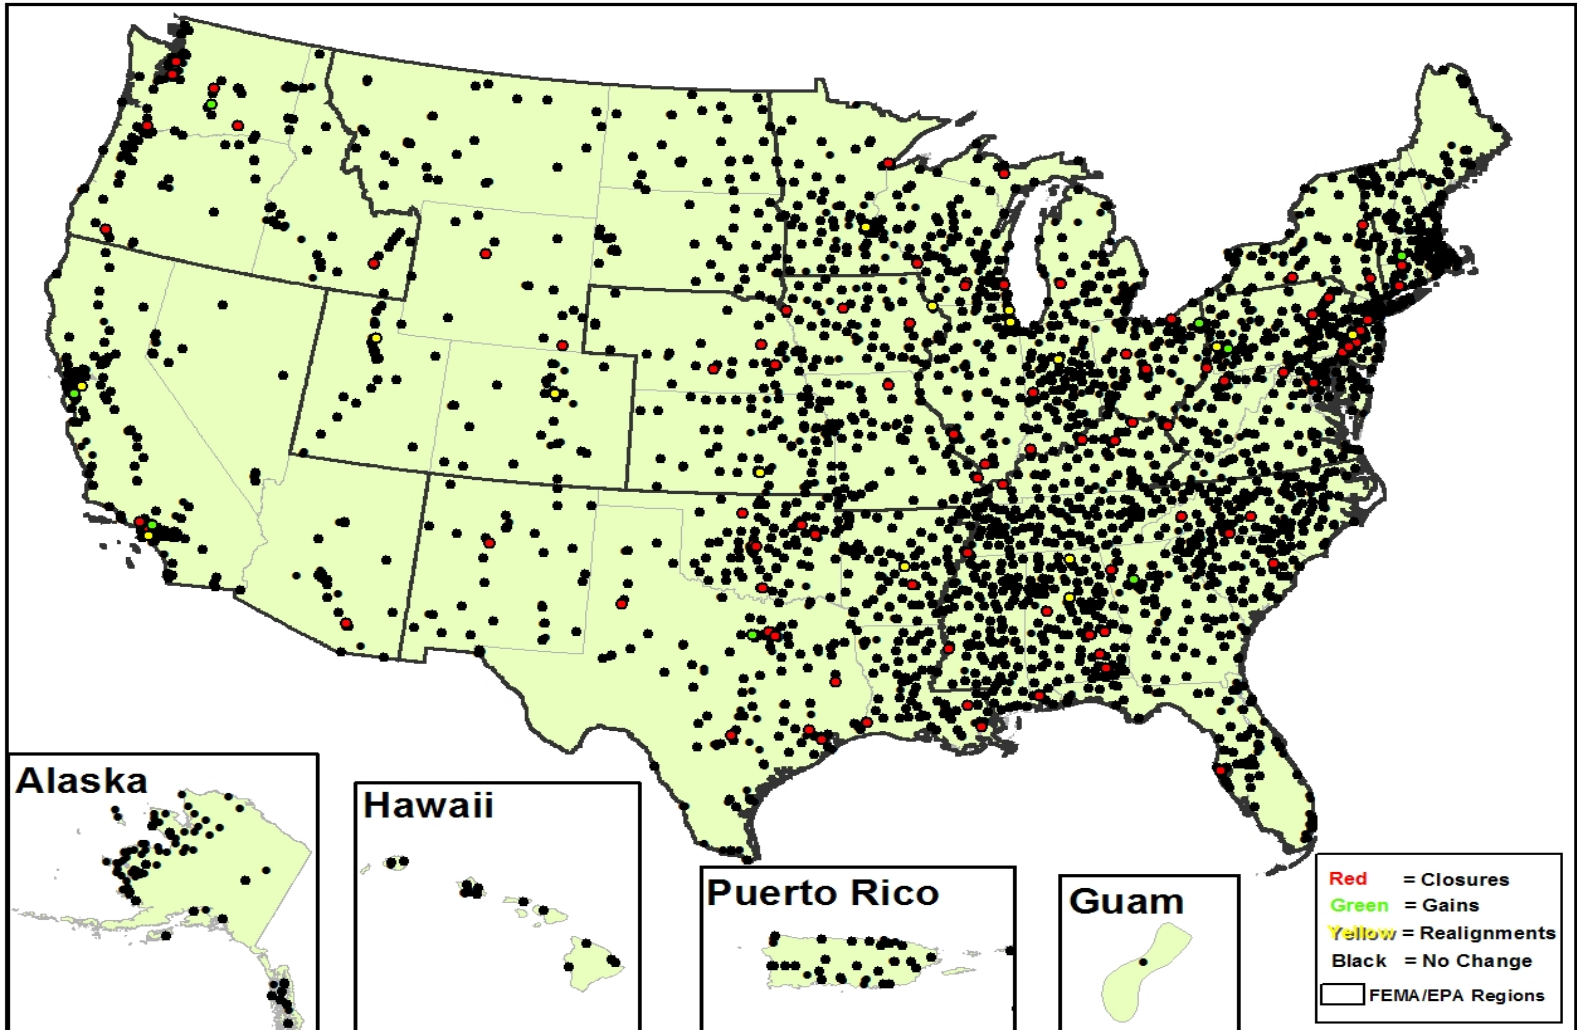 Alaska
Hawaii
Puerto Rico
Guam
Red = Closures
Green = Gains
Yellow = Realignments
Black = No Change
FEMA/EPA Regions